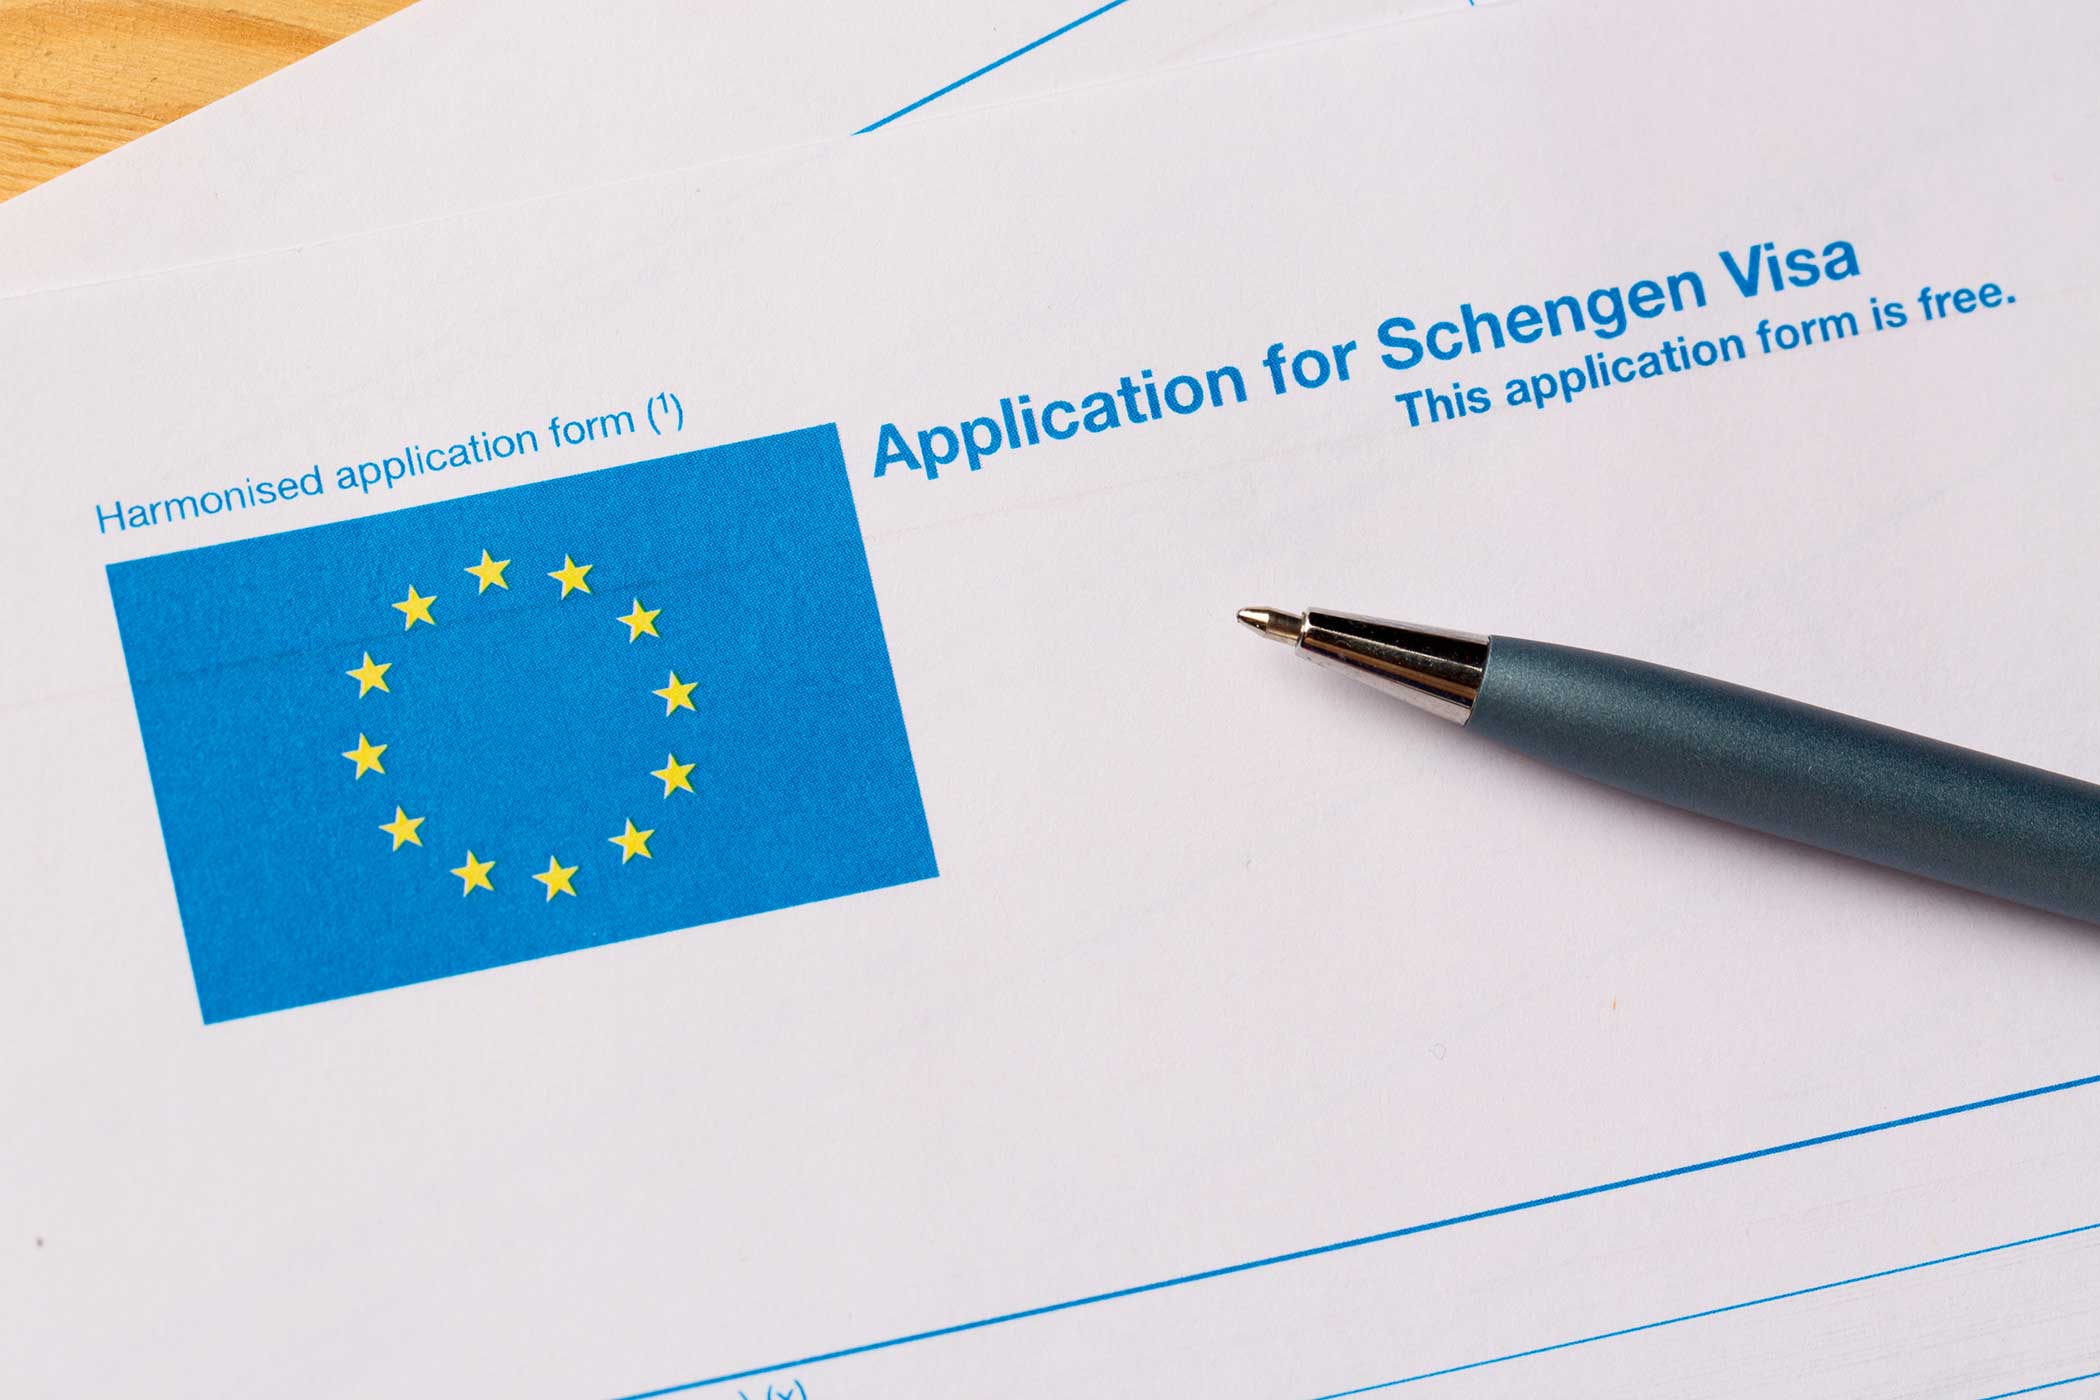 Harmonised application form (¹)
Application for Schengen Visa
This application form is free.
(x)